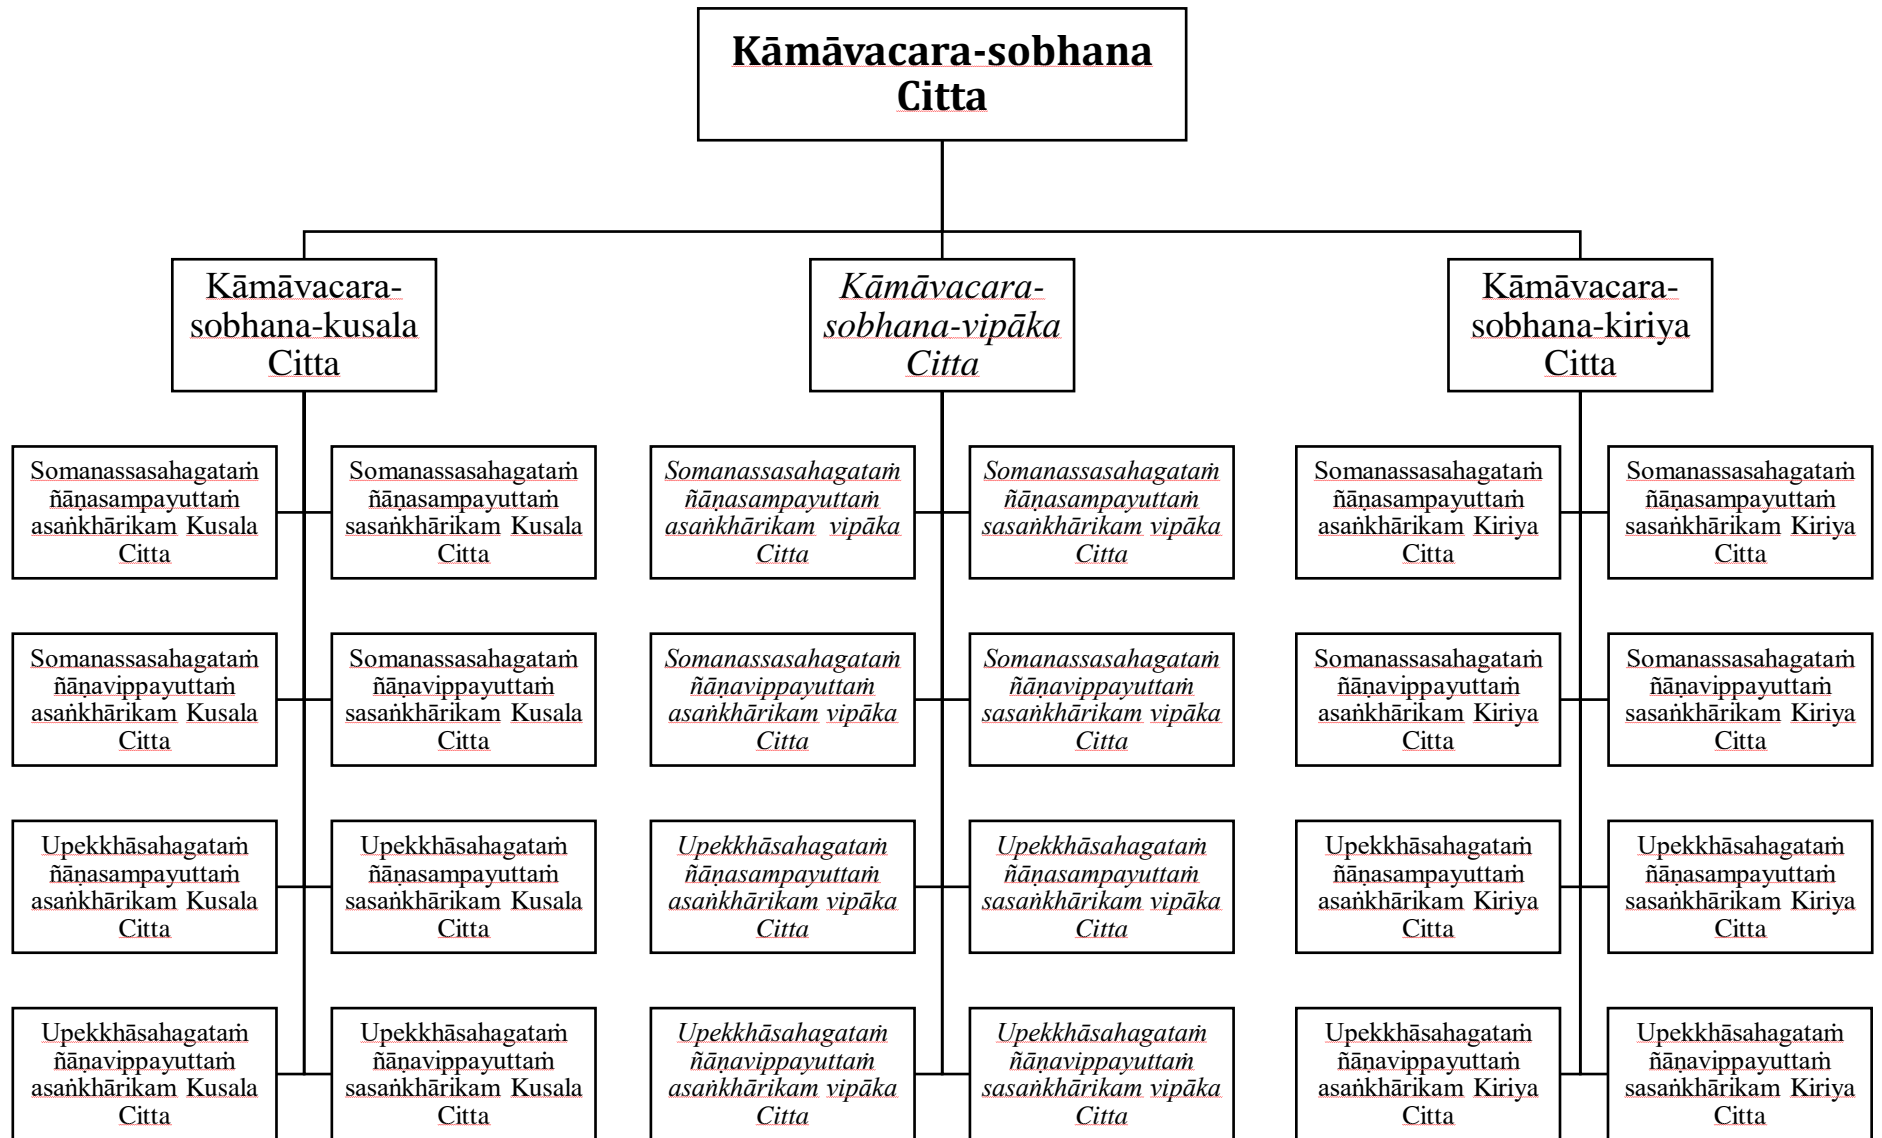 Kāmāvacara-sobhana
Citta
Kāmāvacara-
sobhana-kusala
Citta
Kāmāvacara-
sobhana-vipāka
Citta
Kāmāvacara-
sobhana-kiriya
Citta
Somanassasahagataṁ
ñāṇasampayuttaṁ
asaṅkhārikam Kusala
Citta
Somanassasahagataṁ
ñāṇasampayuttaṁ
sasaṅkhārikam Kusala
Citta
Somanassasahagataṁ
ñāṇasampayuttaṁ
asaṅkhārikam vipāka
Citta
Somanassasahagataṁ
ñāṇasampayuttaṁ
sasaṅkhārikam vipāka
Citta
Somanassasahagataṁ
ñāṇasampayuttaṁ
asaṅkhārikam Kiriya
Citta
Somanassasahagataṁ
ñāṇasampayuttaṁ
sasaṅkhārikam Kiriya
Citta
Somanassasahagataṁ
ñāṇavippayuttaṁ
asaṅkhārikam Kusala
Citta
Somanassasahagataṁ
ñāṇavippayuttaṁ
sasaṅkhārikam Kusala
Citta
Somanassasahagataṁ
ñāṇavippayuttaṁ
asaṅkhārikam vipāka
Citta
Somanassasahagataṁ
ñāṇavippayuttaṁ
sasaṅkhārikam vipāka
Citta
Somanassasahagataṁ
ñāṇavippayuttaṁ
asaṅkhārikam Kiriya
Citta
Somanassasahagataṁ
ñāṇavippayuttaṁ
sasaṅkhārikam Kiriya
Citta
Upekkhāsahagataṁ
ñāṇasampayuttaṁ
asaṅkhārikam Kusala
Citta
Upekkhāsahagataṁ
ñāṇasampayuttaṁ
sasaṅkhārikam Kusala
Citta
Upekkhāsahagataṁ
ñāṇasampayuttaṁ
asaṅkhārikam vipāka
Citta
Upekkhāsahagataṁ
ñāṇasampayuttaṁ
sasaṅkhārikam vipāka
Citta
Upekkhāsahagataṁ
ñāṇasampayuttaṁ
asaṅkhārikam Kiriya
Citta
Upekkhāsahagataṁ
ñāṇasampayuttaṁ
sasaṅkhārikam Kiriya
Citta
Upekkhāsahagataṁ
ñāṇavippayuttaṁ
asaṅkhārikam Kusala
Citta
Upekkhāsahagataṁ
ñāṇavippayuttaṁ
sasaṅkhārikam Kusala
Citta
Upekkhāsahagataṁ
ñāṇavippayuttaṁ
asaṅkhārikam vipāka
Citta
Upekkhāsahagataṁ
ñāṇavippayuttaṁ
sasaṅkhārikam vipāka
Citta
Upekkhāsahagataṁ
ñāṇavippayuttaṁ
asaṅkhārikam Kiriya
Citta
Upekkhāsahagataṁ
ñāṇavippayuttaṁ
sasaṅkhārikam Kiriya
Citta